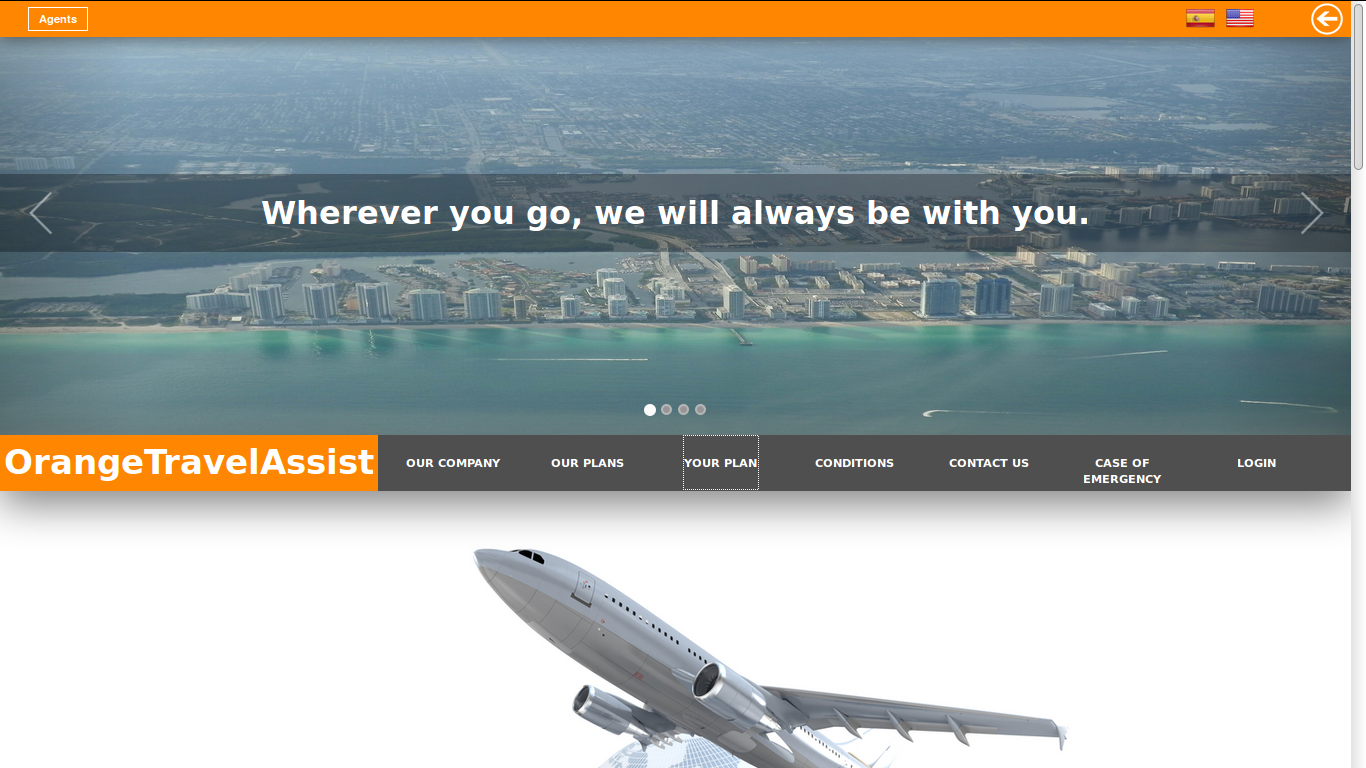 Agents
Wherever you go, we will always be with you.
OrangeTravelAssist
OUR COMPANY
OUR PLANS
YOUR PLAN
CONDITIONS
CONTACT US
CASE OF
EMERGENCY
LOGIN